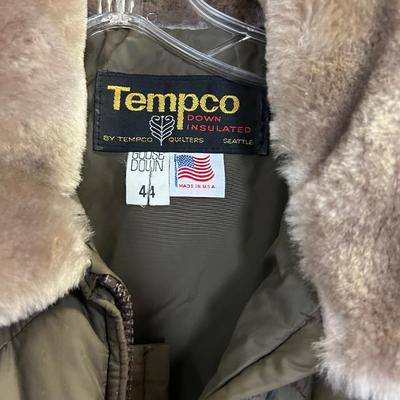 Tempco
DOWN
INSULATED
BY TEMPCO QUILTERS SEATTLE
GOOSE
DOWN
44
MADE IN U.S.A.